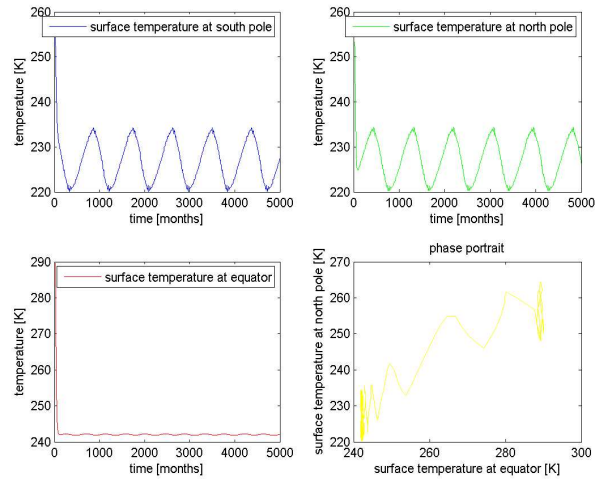 260
250
240
230
220
temperature [K]
surface temperature at south pole
0 1000 2000 3000 4000 5000
time [months]
260
250
240
230
220
temperature [K]
surface temperature at north pole
0 1000 2000 3000 4000 5000
time [months]
290
280
270
260
250
240
temperature [K]
surface temperature at equator
0 1000 2000 3000 4000 5000
time [months]
phase portrait
270
260
250
240
230
220
surface temperature at north pole [K]
240 260 280 300
surface temperature at equator [K]